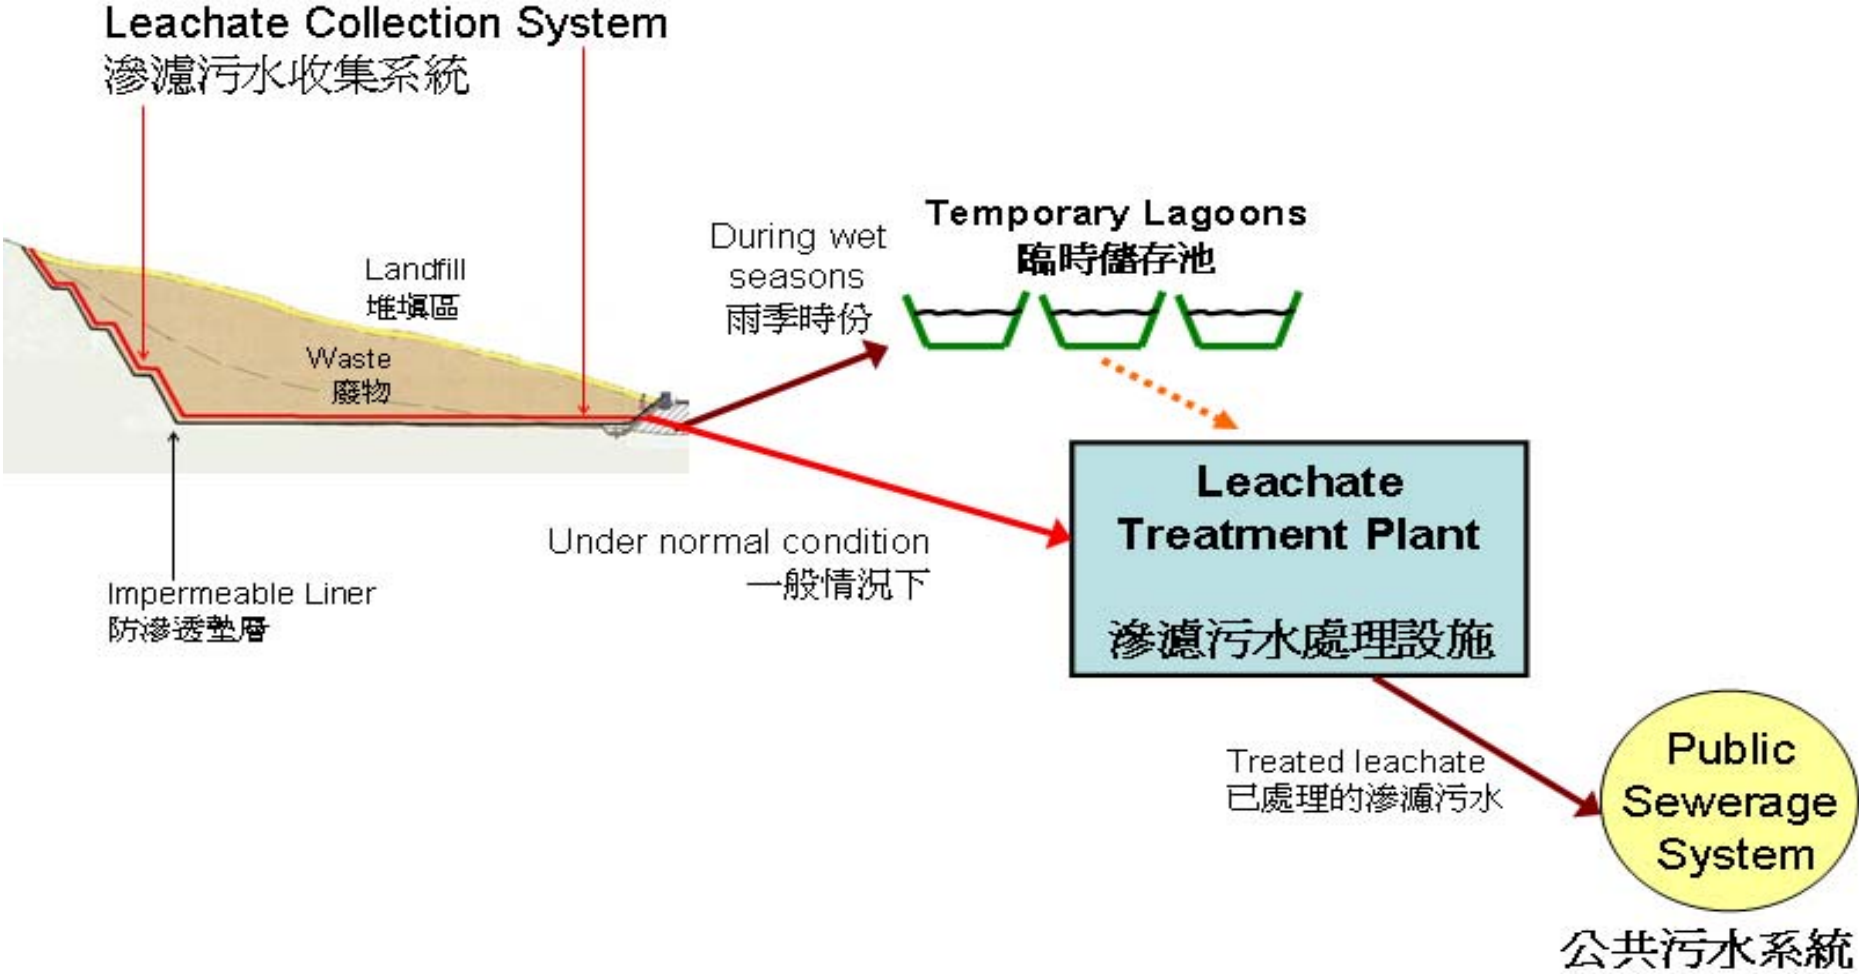 Leachate Collection System
滲濾污水收集系統
Landfill
堆填區
Waste
廢物
Impermeable Liner
防滲透墊層
During wet
seasons
雨季時份
Temporary Lagoons
臨時儲存池
Under normal condition
一般情況下
Leachate
Treatment Plant
滲濾污水處理設施
Treated leachate
已處理的滲濾污水
Public
Sewerage
System
公共污水系統